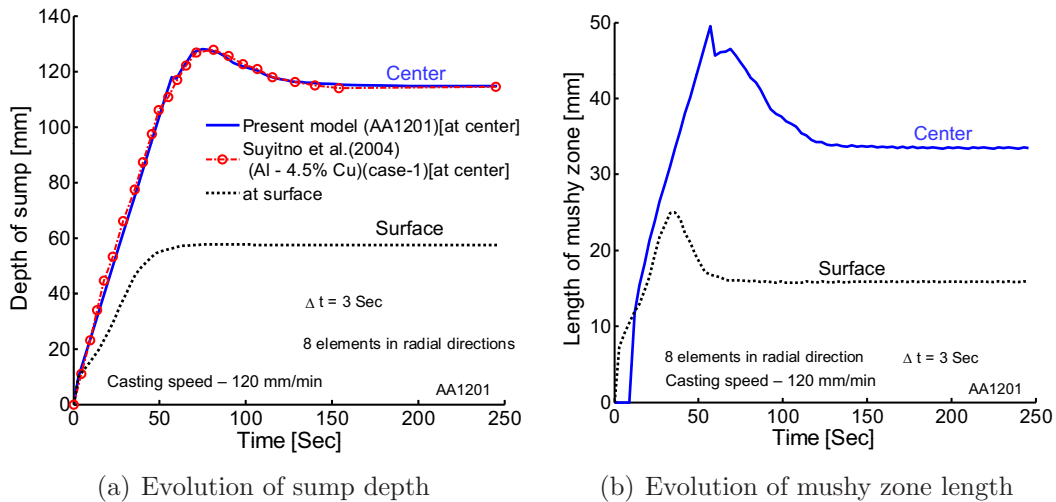 140
120
100
80
60
40
20
0
Depth of sump [mm]
Center
Present model (AA1201)[at center]
Suyitno et al.(2004)
(Al - 4.5% Cu)(case-1)[at center]
at surface
Surface
Δ t = 3 Sec
8 elements in radial directions
Casting speed – 120 mm/min
AA1201
0 50 100 150 200 250
Time [Sec]
(a) Evolution of sump depth
50
40
30
20
10
0
Length of mushy zone [mm]
Center
Surface
8 elements in radial direction Δ t = 3 Sec
Casting speed – 120 mm/min
AA1201
0 50 100 150 200 250
Time [Sec]
(b) Evolution of mushy zone length